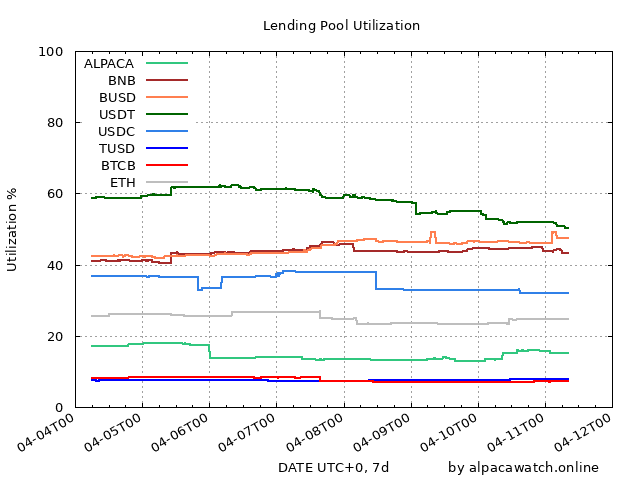 Lending Pool Utilization
Utilization %
100
80
60
40
20
0
ALPACA
BNB
BUSD
USDT
USDC
TUSD
BTCB
ETH
04-04T00
04-05T00
04-06T00
04-07T00
04-08T00
04-09T00
04-10T00
04-11T00
04-12T00
DATE UTC+0, 7d
by alpacawatch.online